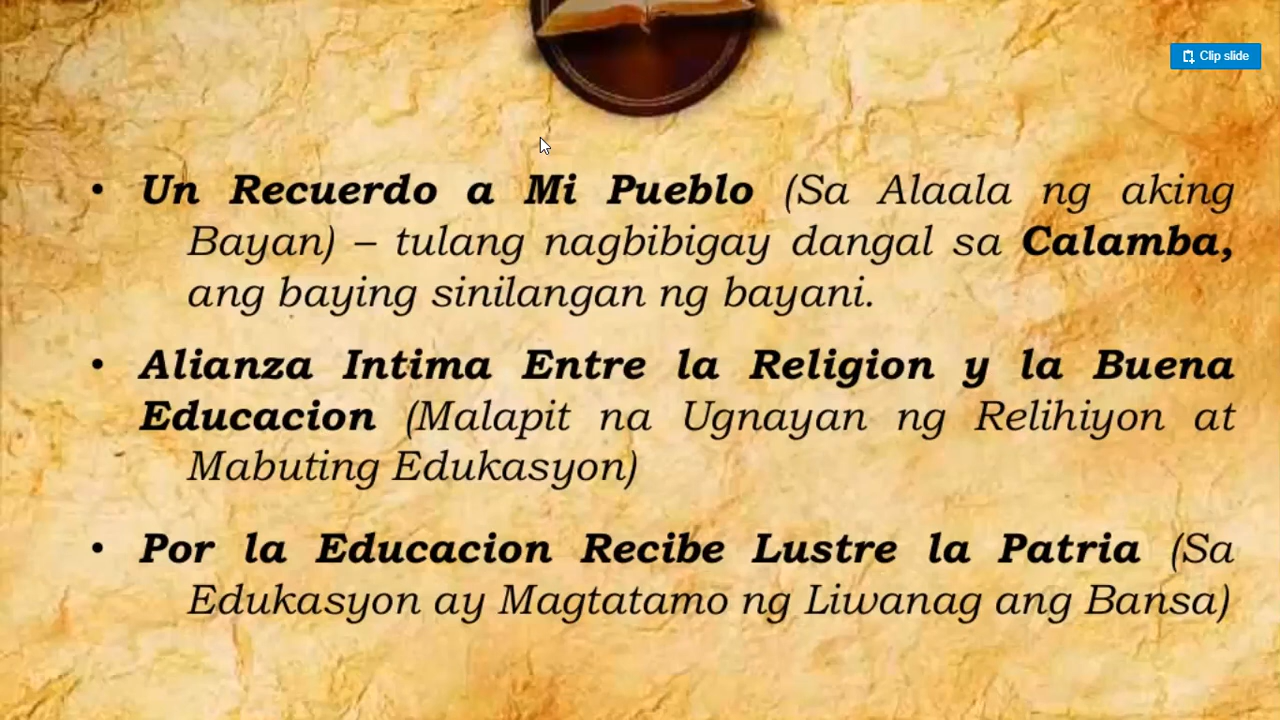 Clip slide
• Un Recuerdo a Mi Pueblo (Sa Alaala ng aking
Bayan) – tulang nagbibigay dangal sa Calamba,
ang baying sinilangan ng bayani.
• Alianza Intima Entre la Religion y la Buena
Educacion (Malapit na Ugnayan ng Relihiyon at
Mabuting Edukasyon)
• Por la Educacion Recibe Lustre la Patria (Sa
Edukasyon ay Magtatamo ng Liwanag ang Bansa)